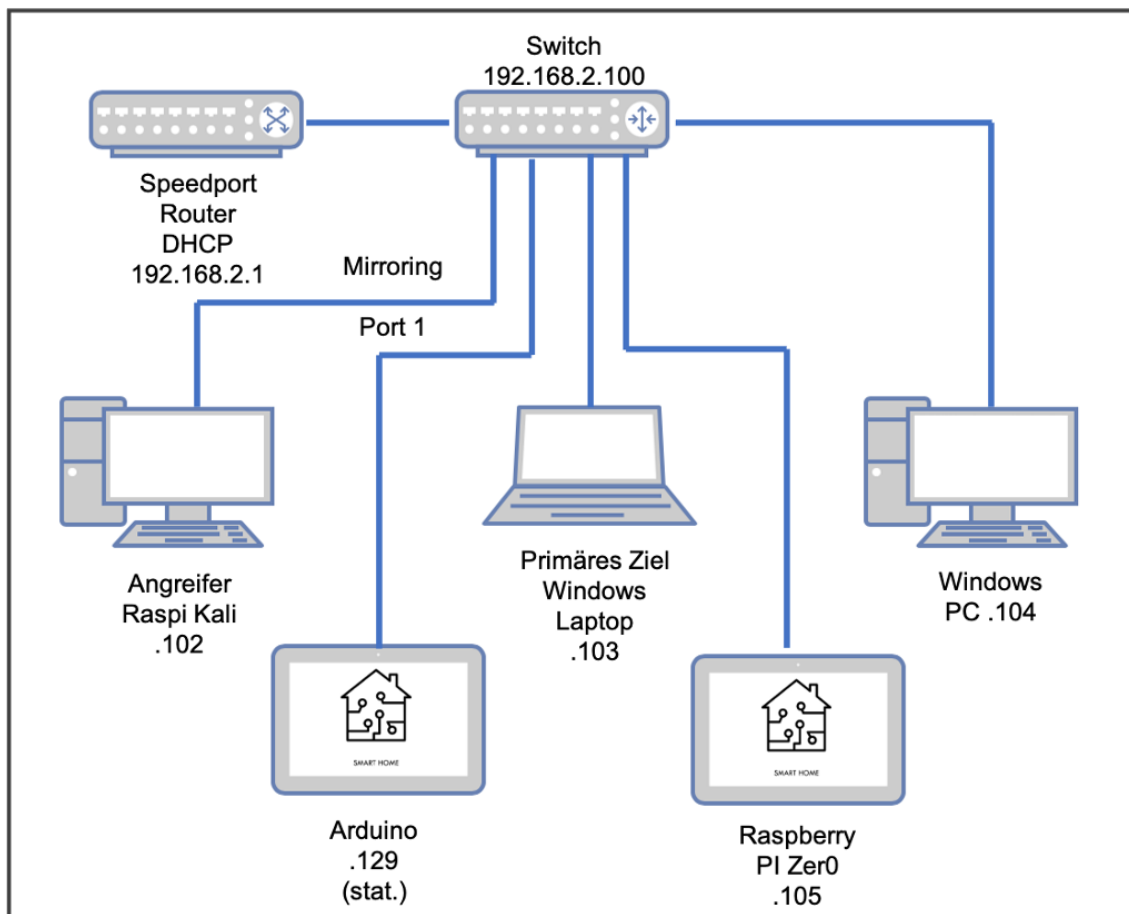 Switch
192.168.2.100
Speedport
Router
DHCP
192.168.2.1
Mirroring
Port 1
Angreifer
Raspi Kali
.102
Primäres Ziel
Windows
Laptop
.103
Windows
PC .104
SMART HOME
Arduino
.129
(stat.)
SMART HOME
Raspberry
PI Zer0
.105